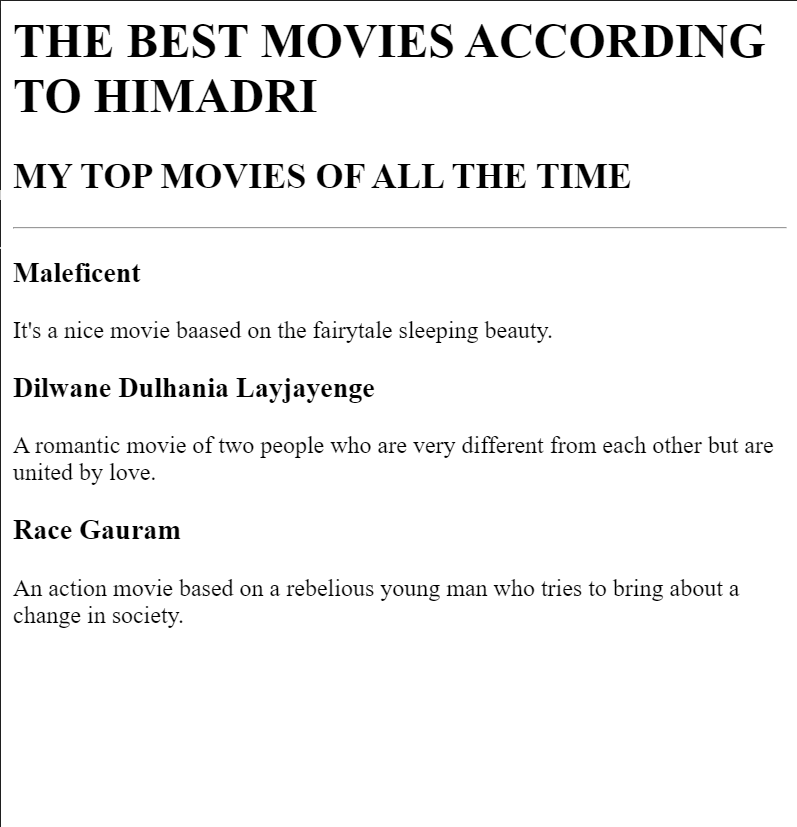 THE BEST MOVIES ACCORDING
TO HIMADRI
MY TOP MOVIES OF ALL THE TIME
Maleficent
It's a nice movie baased on the fairytale sleeping beauty.
Dilwane Dulhania Layjayenge
A romantic movie of two people who are very different from each other but are
united by love.
Race Gauram
An action movie based on a rebelious young man who tries to bring about a
change in society.